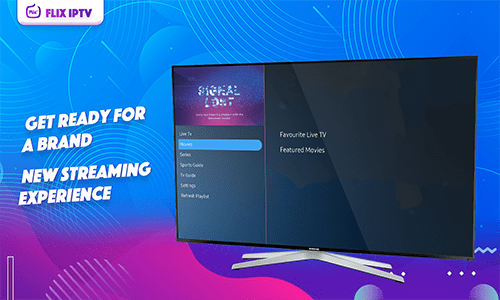 Flix
FLIX IPTV
GET READY FOR
A BRAND
NEW STREAMING
EXPERIENCE
SIGNAL
LOST
Live Tv
Movies
Series
Sports Guide
Tv Guide
Settings
Refresh Playlist
Favourite Live TV
Featured Movies